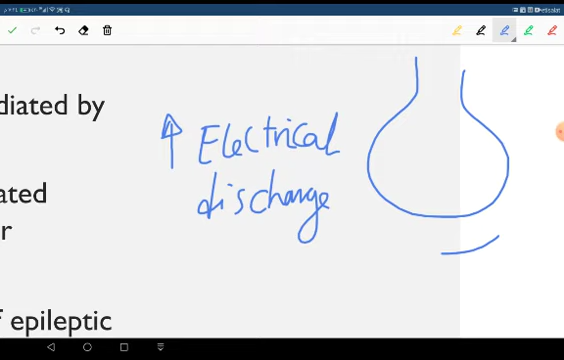 diated by
↑ Electrical
discharge
ated
r
f epileptic